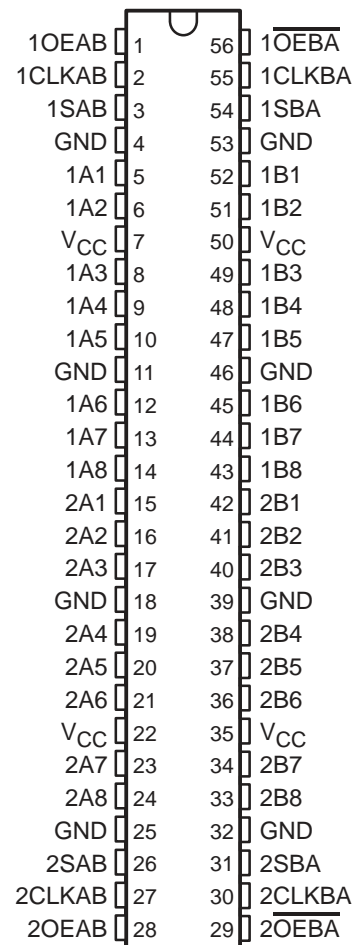 1OEAB 1 56 1O̅E̅B̅A̅
1CLKAB 2 55 1CLKBA
1SAB 3 54 1SBA
GND 4 53 GND
1A1 5 52 1B1
1A2 6 51 1B2
VCC 7 50 VCC
1A3 8 49 1B3
1A4 9 48 1B4
1A5 10 47 1B5
GND 11 46 GND
1A6 12 45 1B6
1A7 13 44 1B7
1A8 14 43 1B8
2A1 15 42 2B1
2A2 16 41 2B2
2A3 17 40 2B3
GND 18 39 GND
2A4 19 38 2B4
2A5 20 37 2B5
2A6 21 36 2B6
VCC 22 35 VCC
2A7 23 34 2B7
2A8 24 33 2B8
GND 25 32 GND
2SAB 26 31 2SBA
2CLKAB 27 30 2CLKBA
2OEAB 28 29 2O̅E̅B̅A̅